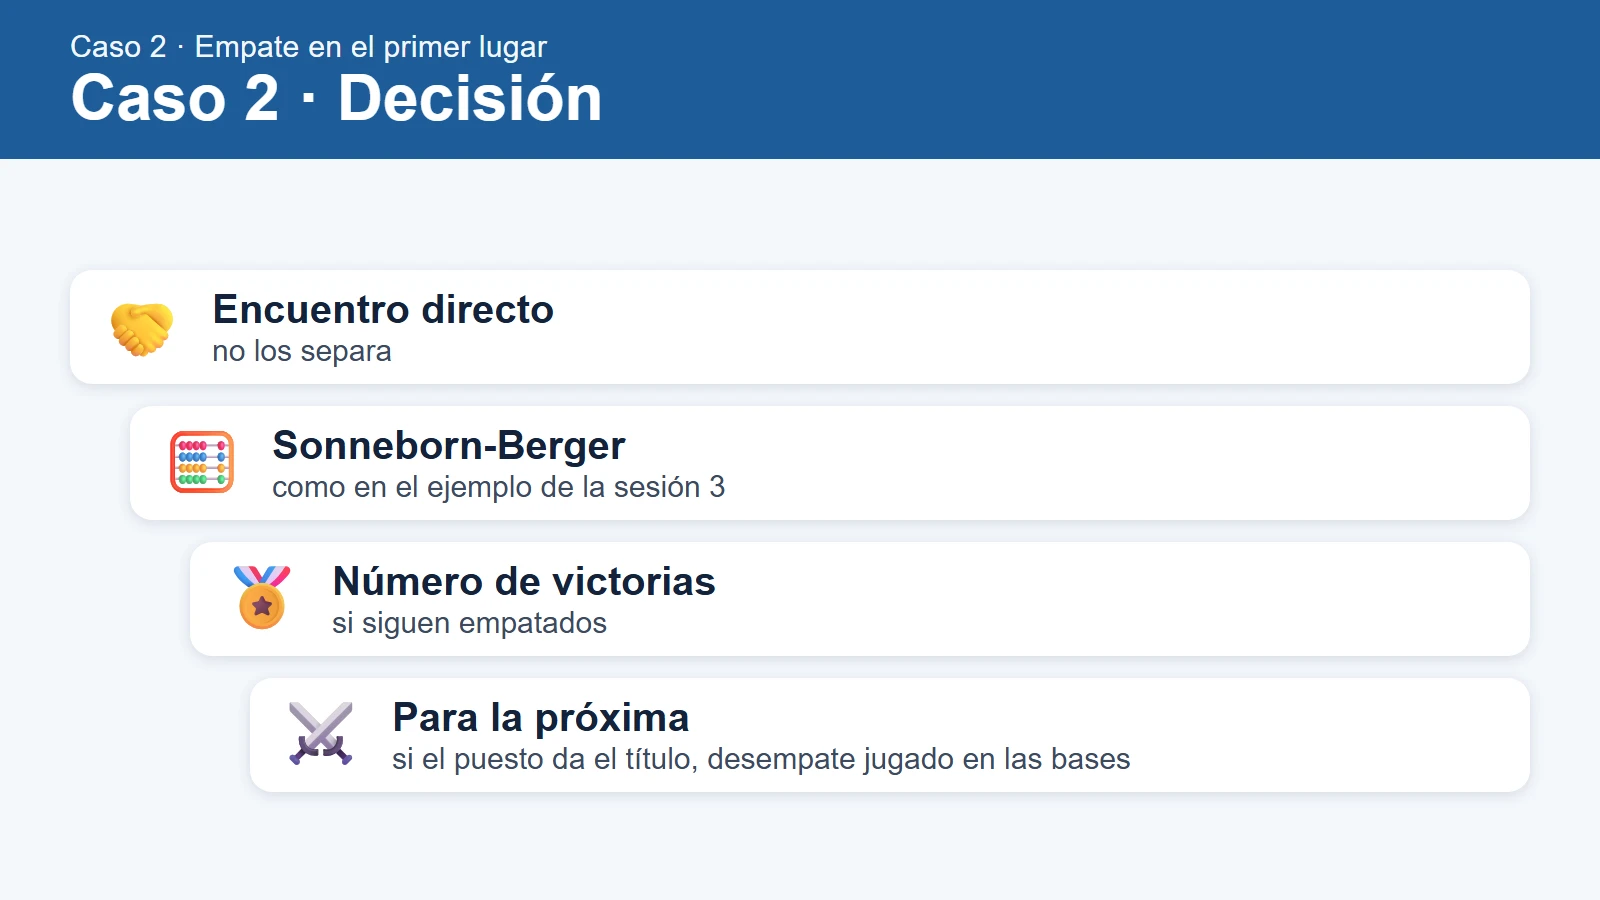 Caso 2 · Empate en el primer lugar
Caso 2 · Decisión
Encuentro directo
no los separa
Sonneborn-Berger
como en el ejemplo de la sesión 3
Número de victorias
si siguen empatados
Para la próxima
si el puesto da el título, desempate jugado en las bases